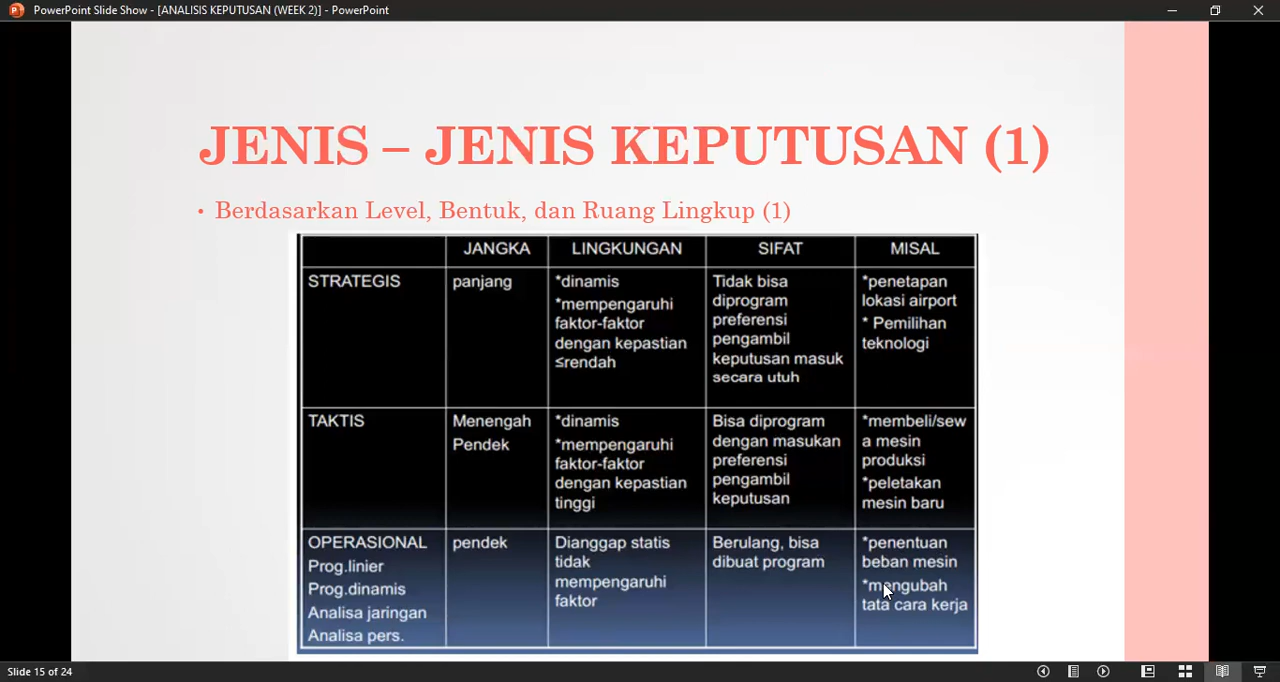 PowerPoint Slide Show - [ANALISIS KEPUTUSAN (WEEK 2)] - PowerPoint
JENIS – JENIS KEPUTUSAN (1)
• Berdasarkan Level, Bentuk, dan Ruang Lingkup (1)
JANGKA
LINGKUNGAN
SIFAT
MISAL
STRATEGIS
panjang
*dinamis
*mempengaruhi
faktor-faktor
dengan kepastian
≤rendah
Tidak bisa
diprogram
preferensi
pengambil
keputusan masuk
secara utuh
*penetapan
lokasi airport
* Pemilihan
teknologi
TAKTIS
Menengah
Pendek
*dinamis
*mempengaruhi
faktor-faktor
dengan kepastian
tinggi
Bisa diprogram
dengan masukan
preferensi
pengambil
keputusan
*membeli/sew
a mesin
produksi
*peletakan
mesin baru
OPERASIONAL
Prog.linier
Prog.dinamis
Analisa jaringan
Analisa pers.
pendek
Dianggap statis
tidak
mempengaruhi
faktor
Berulang, bisa
dibuat program
*penentuan
beban mesin
*mengubah
tata cara kerja
Slide 15 of 24